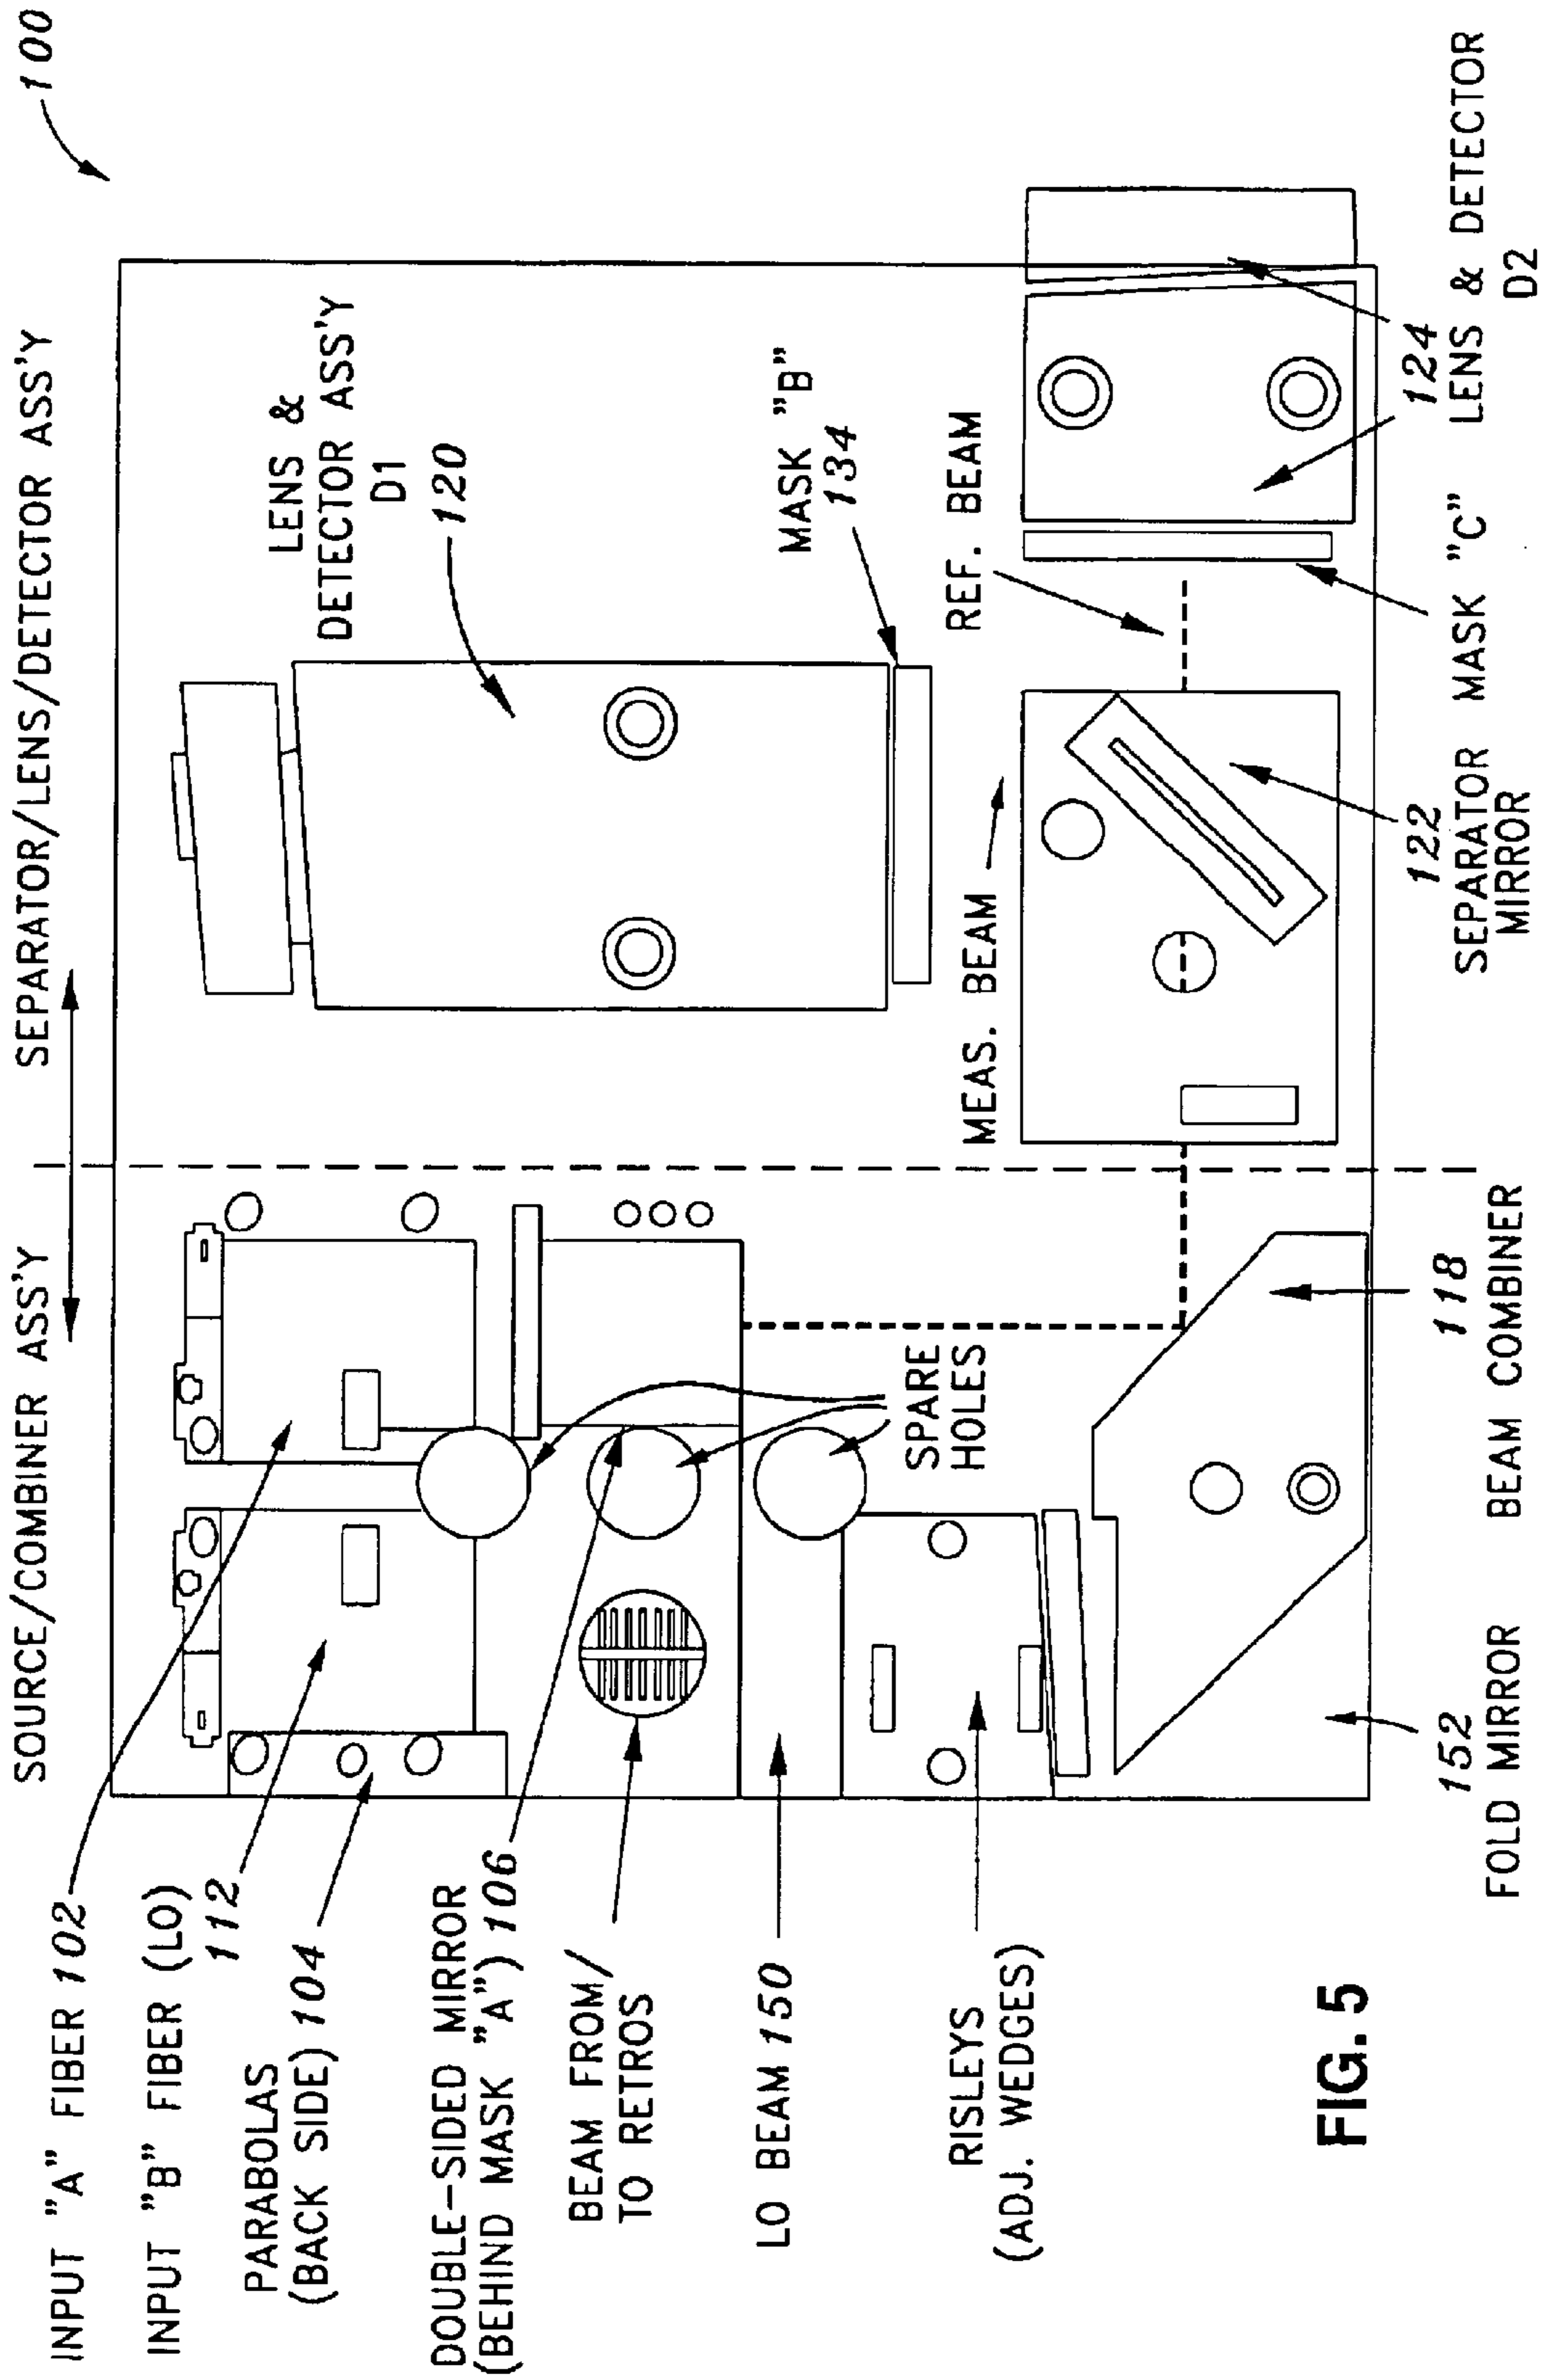 100
SOURCE/COMBINER ASS'Y
SEPARATOR/LENS/DETECTOR ASS'Y
INPUT "A" FIBER 102
INPUT "B" FIBER (LO)
112
PARABOLAS
(BACK SIDE) 104
DOUBLE-SIDED MIRROR
(BEHIND MASK "A") 106
BEAM FROM/
TO RETROS
LO BEAM 150
RISLEYS
(ADJ. WEDGES)
LENS &
DETECTOR ASS'Y
D1
120
MASK "B"
134
SPARE
HOLES
MEAS. BEAM
REF. BEAM
152
FOLD MIRROR
118
BEAM COMBINER
122
SEPARATOR
MIRROR
MASK "C"
124
LENS & DETECTOR
D2
FIG. 5